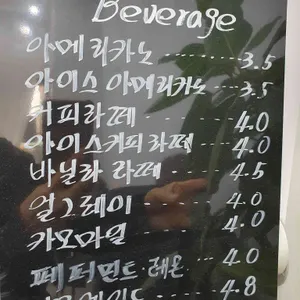 Beverage
아메리카노 ------- 3.5
아이스 아메리카노 --- 3.5
커피라떼 4.0
아이스커피라떼 --- 4.0
바닐라 라떼 ----- 4.5
얼그레이 ---- 4.0
카모마일 ------- 4.0
페퍼민트 ---- 4.0
4.8